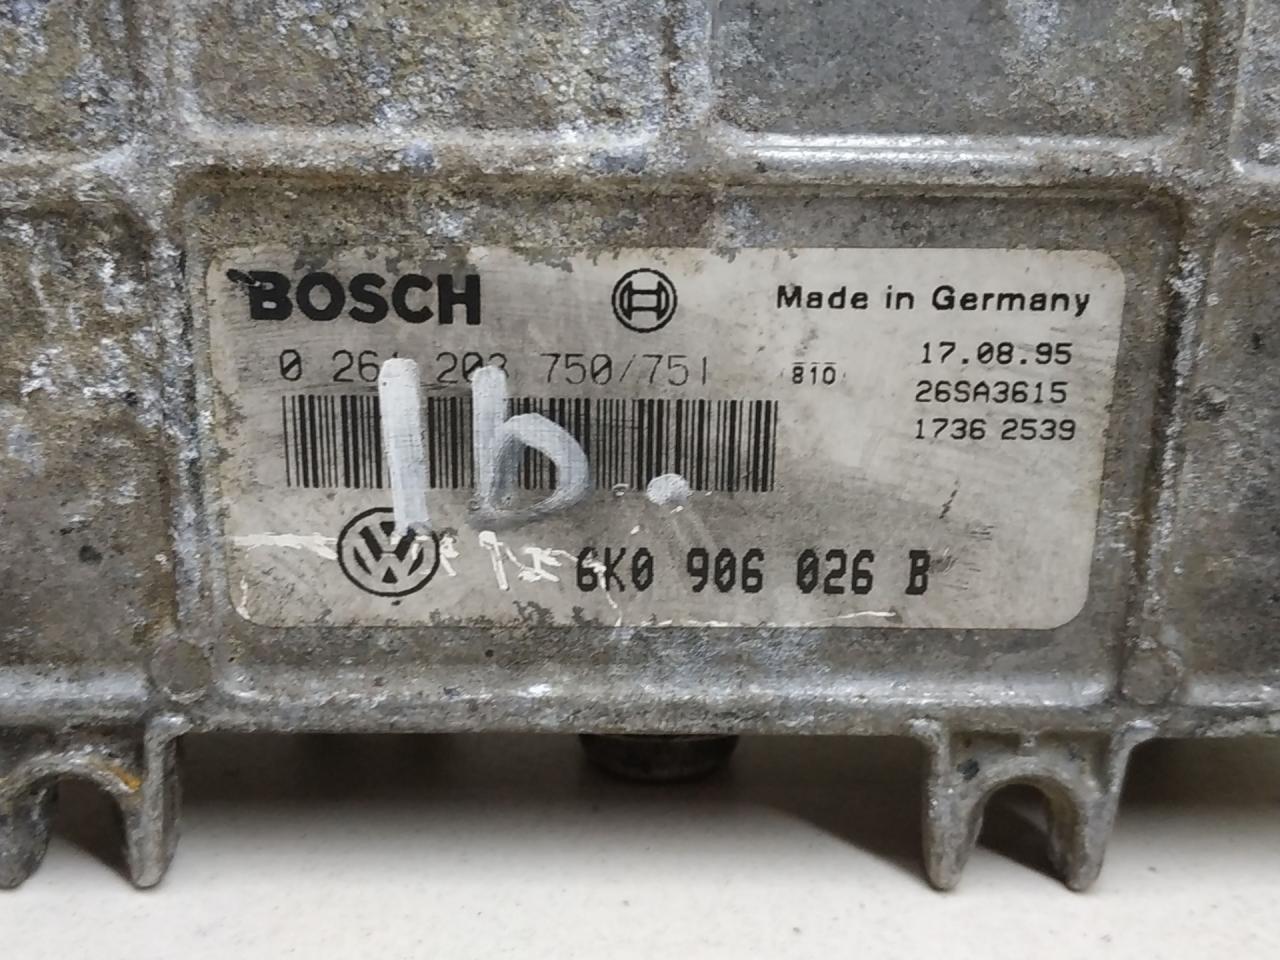 BOSCH
Made in Germany
0 261 203 750/751
810
17.08.95
26SA3615
1736 2539
1b.
6K0 906 026 B